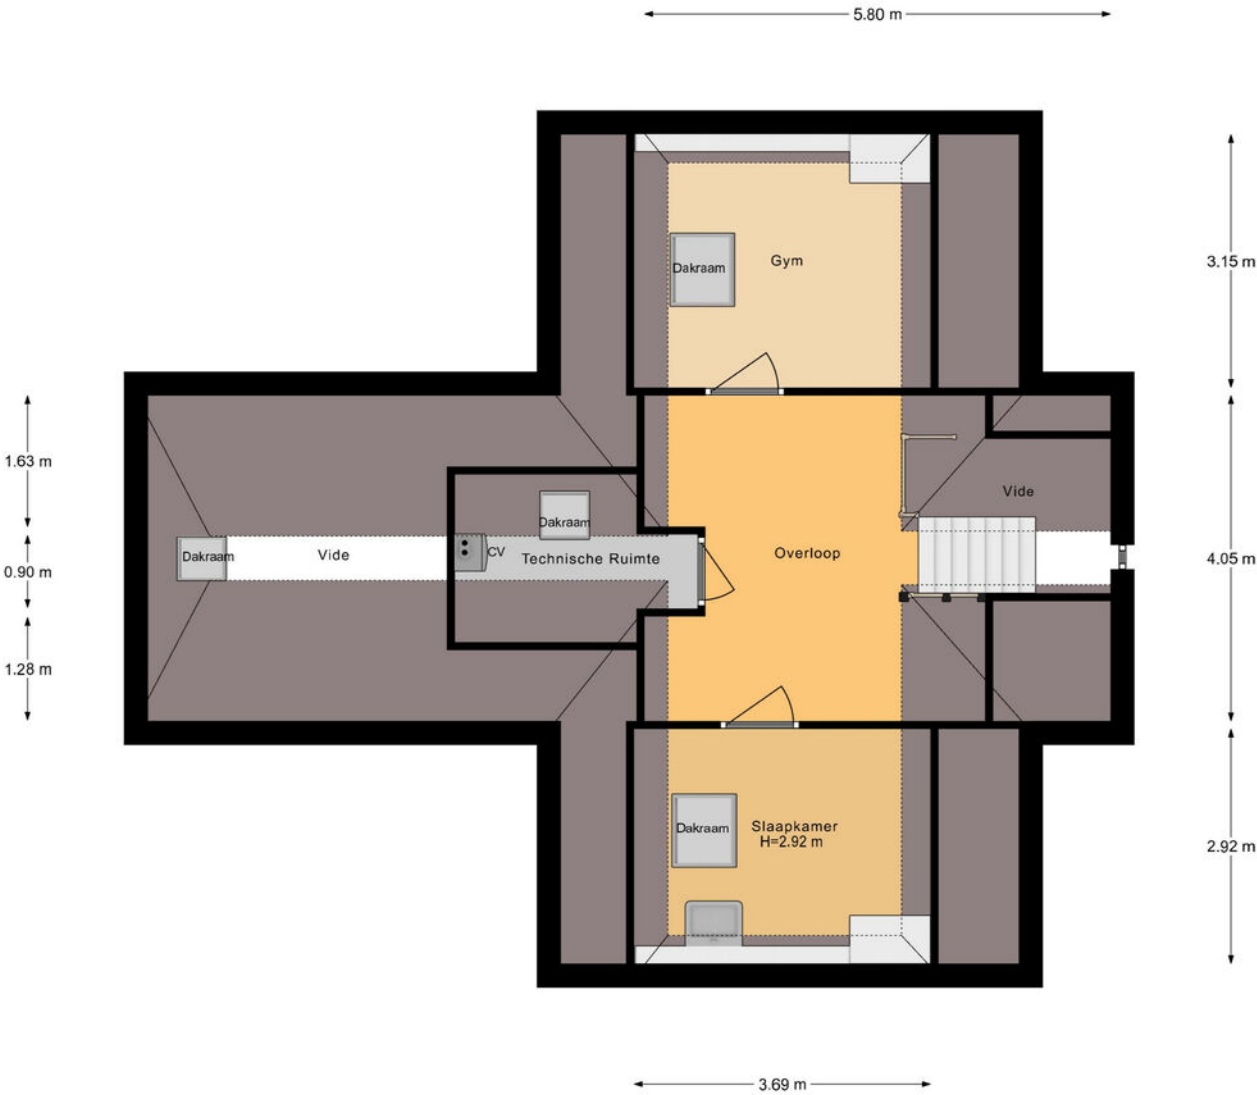 5.80 m
3.15 m
Gym
Dakraam
1.63 m
Vide
Dakraam
CV
Technische Ruimte
Overloop
Dakraam
Vide
0.90 m
4.05 m
1.28 m
Dakraam
Slaapkamer
H=2.92 m
2.92 m
3.69 m